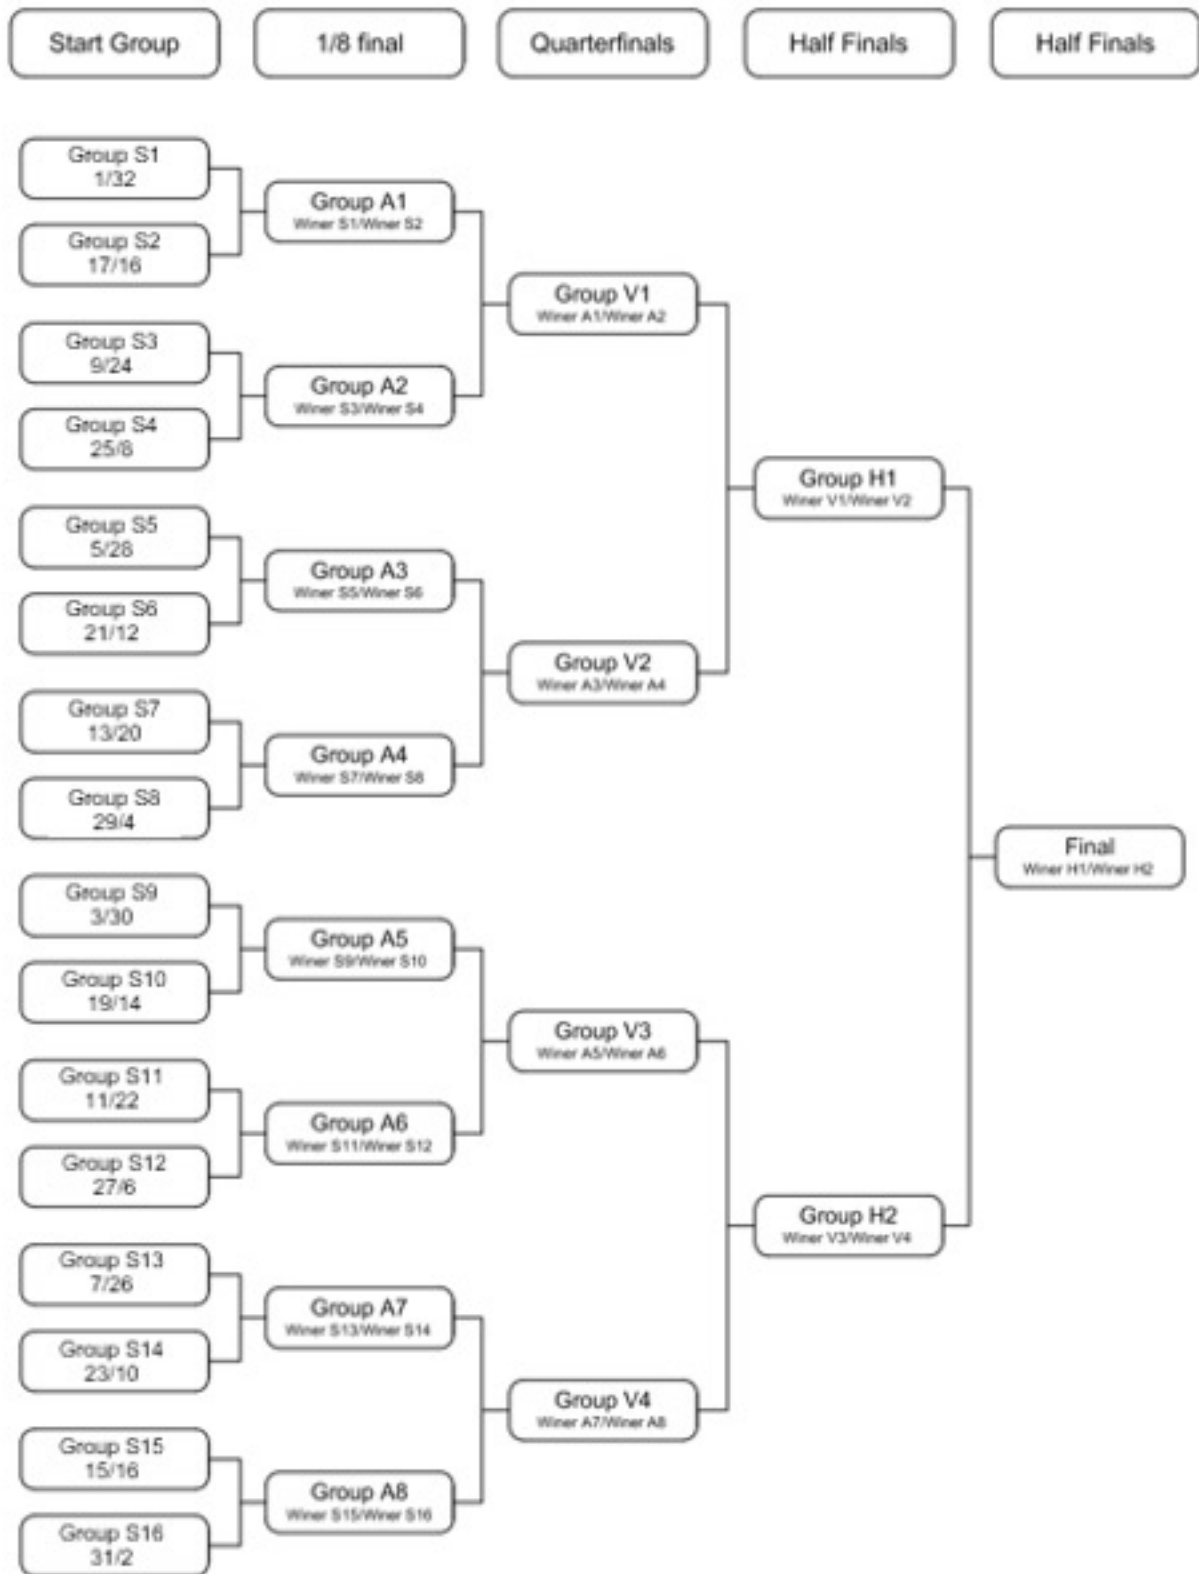 Start Group
1/8 final
Quarterfinals
Half Finals
Half Finals
Group S1
1/32
Group S2
17/16
Group S3
9/24
Group S4
25/8
Group S5
5/28
Group S6
21/12
Group S7
13/20
Group S8
29/4
Group S9
3/30
Group S10
19/14
Group S11
11/22
Group S12
27/6
Group S13
7/26
Group S14
23/10
Group S15
15/16
Group S16
31/2
Group A1
Winer S1/Winer S2
Group A2
Winer S3/Winer S4
Group A3
Winer S5/Winer S6
Group A4
Winer S7/Winer S8
Group A5
Winer S9/Winer S10
Group A6
Winer S11/Winer S12
Group A7
Winer S13/Winer S14
Group A8
Winer S15/Winer S16
Group V1
Winer A1/Winer A2
Group V2
Winer A3/Winer A4
Group V3
Winer A5/Winer A6
Group V4
Winer A7/Winer A8
Group H1
Winer V1/Winer V2
Group H2
Winer V3/Winer V4
Final
Winer H1/Winer H2